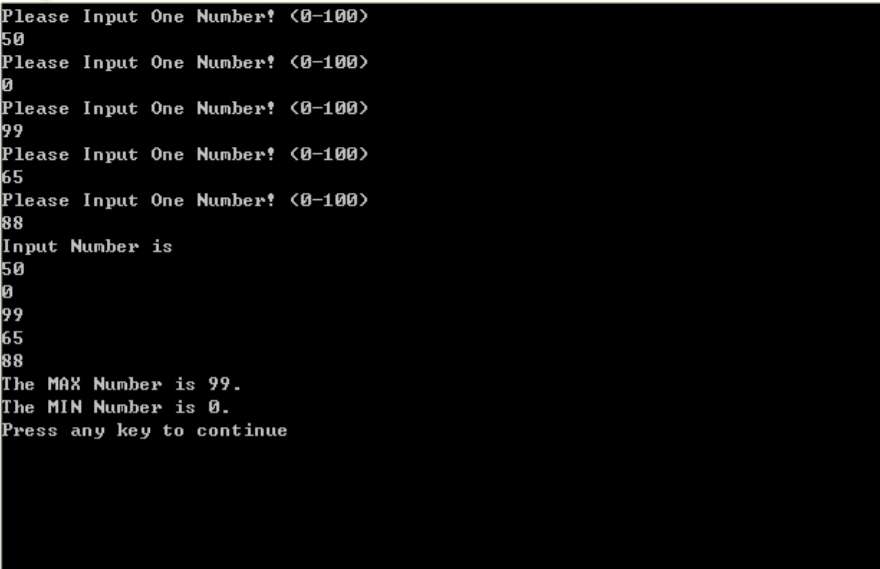 Please Input One Number! (0-100)
50
Please Input One Number! (0-100)
0
Please Input One Number! (0-100)
99
Please Input One Number! (0-100)
65
Please Input One Number! (0-100)
88
Input Number is
50
0
99
65
88
The MAX Number is 99.
The MIN Number is 0.
Press any key to continue